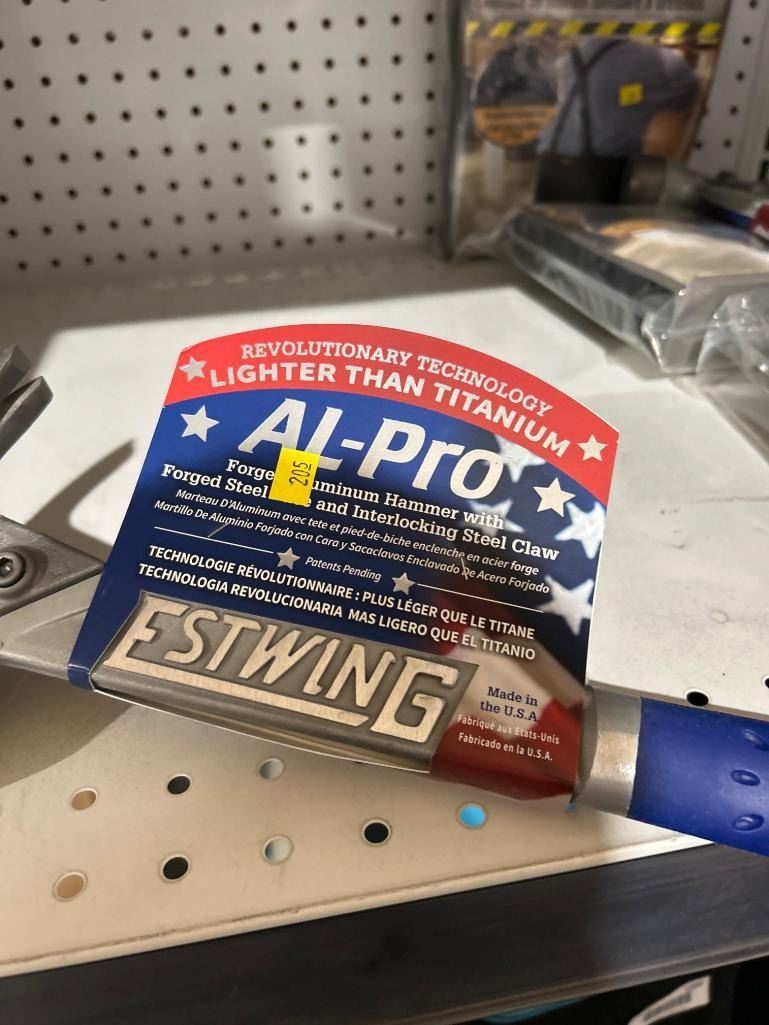 REVOLUTIONARY TECHNOLOGY
LIGHTER THAN TITANIUM
AL-Pro
205
Hammer with
Forged Steel and Interlocking Steel Claw
Marteau D'Aluminum avec tete et pied-de-biche enclenche en acier forge
Martillo De Aluminio Forjado con Cara y Sacaclavos Enclavado De Acero Forjado
Patents Pending
TECHNOLOGIE RÉVOLUTIONNAIRE : PLUS LÉGER QUE LE TITANE
TECHNOLOGIA REVOLUCIONARIA MAS LIGERO QUE EL TITANIO
ESTWING
Made in
the U.S.A
Fabriqué aux États-Unis
Fabricado en la U.S.A.